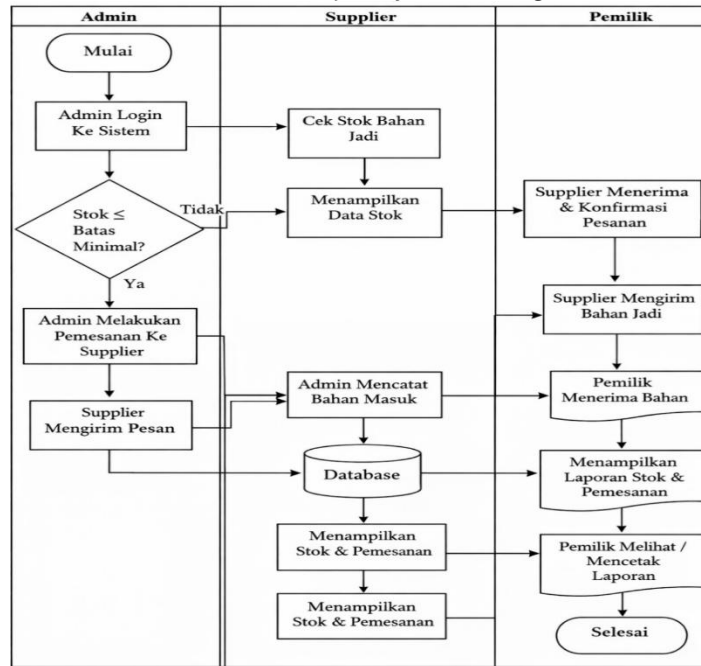 Admin
Supplier
Pemilik
Mulai
Admin Login
Ke Sistem
Cek Stok Bahan
Jadi
Stok ≤
Batas
Minimal?
Tidak
Ya
Menampilkan
Data Stok
Supplier Menerima
& Konfirmasi
Pesanan
Admin Melakukan
Pemesanan Ke
Supplier
Supplier Mengirim
Bahan Jadi
Supplier
Mengirim Pesan
Admin Mencatat
Bahan Masuk
Pemilik
Menerima Bahan
Database
Menampilkan
Laporan Stok &
Pemesanan
Menampilkan
Stok & Pemesanan
Pemilik Melihat /
Mencetak
Laporan
Menampilkan
Stok & Pemesanan
Selesai